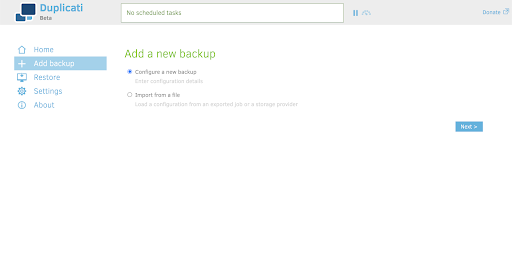 Duplicati
Beta
No scheduled tasks
Donate
Home
Add backup
Restore
Settings
About
Add a new backup
Configure a new backup
Enter configuration details
Import from a file
Load a configuration from an exported job or a storage provider
Next >